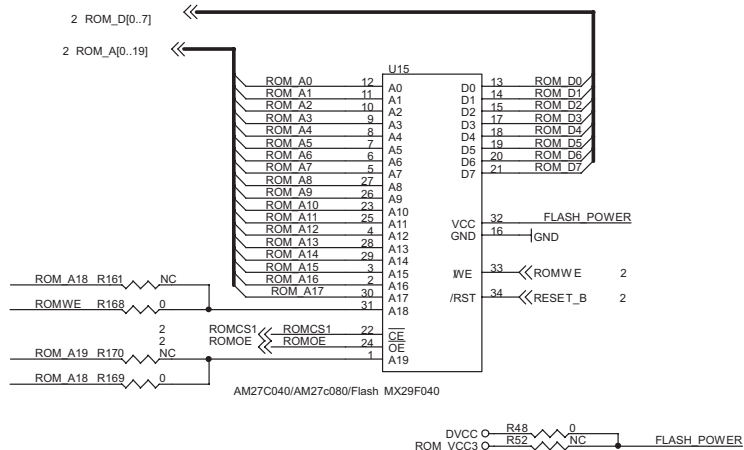 2 ROM_D[0..7]
2 ROM_A[0..19]
U15
ROM_A0 12 A0 D0 13 ROM_D0
ROM_A1 11 A1 D1 14 ROM_D1
ROM_A2 10 A2 D2 15 ROM_D2
ROM_A3 9 A3 D3 17 ROM_D3
ROM_A4 8 A4 D4 18 ROM_D4
ROM_A5 7 A5 D5 19 ROM_D5
ROM_A6 6 A6 D6 20 ROM_D6
ROM_A7 5 A7 D7 21 ROM_D7
ROM_A8 27 A8
ROM_A9 26 A9
ROM_A10 23 A10
ROM_A11 25 A11 VCC 32 FLASH_POWER
ROM_A12 4 A12 GND 16 GND
ROM_A13 28 A13
ROM_A14 29 A14
ROM_A15 3 A15 /WE 33 ROMWE 2
ROM_A16 2 A16
ROM_A17 30 A17 /RST 34 RESET_B 2
ROM_A18 R161 NC
ROMWE R168 0 31 A18
2 ROMCS1 ROMCS1 22 CE
2 ROMOE ROMOE 24 OE
ROM_A19 R170 NC 1 A19
ROM_A18 R169 0
AM27C040/AM27c080/Flash MX29F040
DVCC R48 0
ROM_VCC3 R52 NC FLASH_POWER